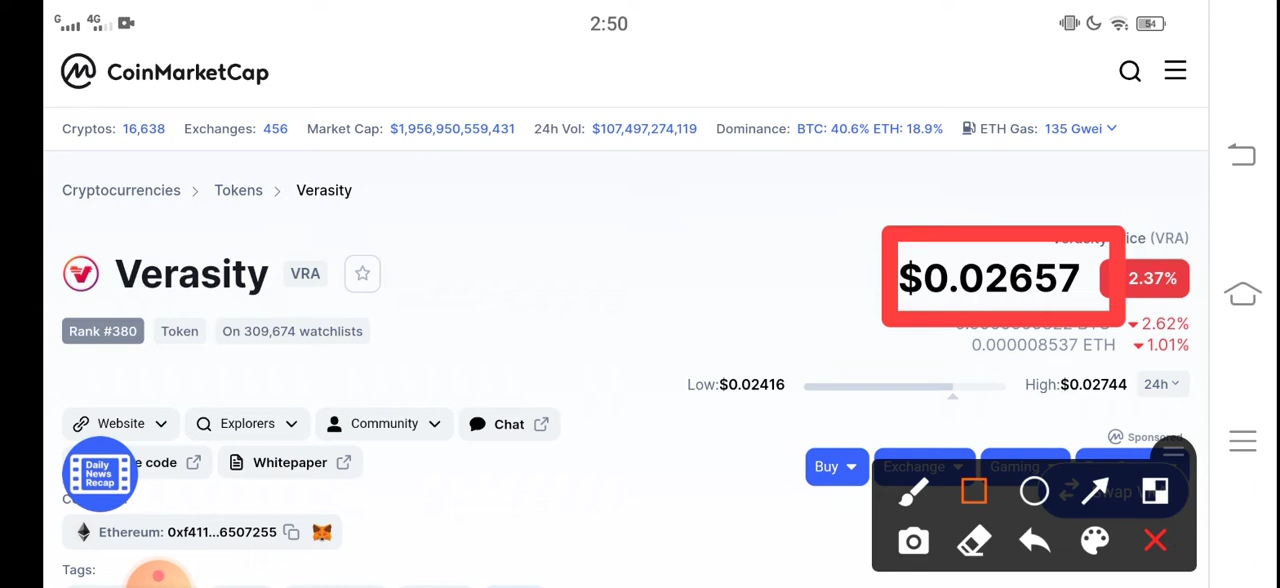 G 4G 2:50 54
CoinMarketCap
Cryptos: 16,638 Exchanges: 456 Market Cap: $1,956,950,559,431 24h Vol: $107,497,274,119 Dominance: BTC: 40.6% ETH: 18.9% ETH Gas: 135 Gwei
Cryptocurrencies > Tokens > Verasity
(VRA)
Verasity VRA $0.02657 2.37%
Rank #380 Token On 309,674 watchlists
2.62%
0.000008537 ETH 1.01%
Low:$0.02416 High:$0.02744 24h
Website Explorers Community Chat
Sponsored
code Whitepaper
Daily
News
Recap
Buy Exchange Gaming
Ethereum: 0xf411...6507255
Tags: